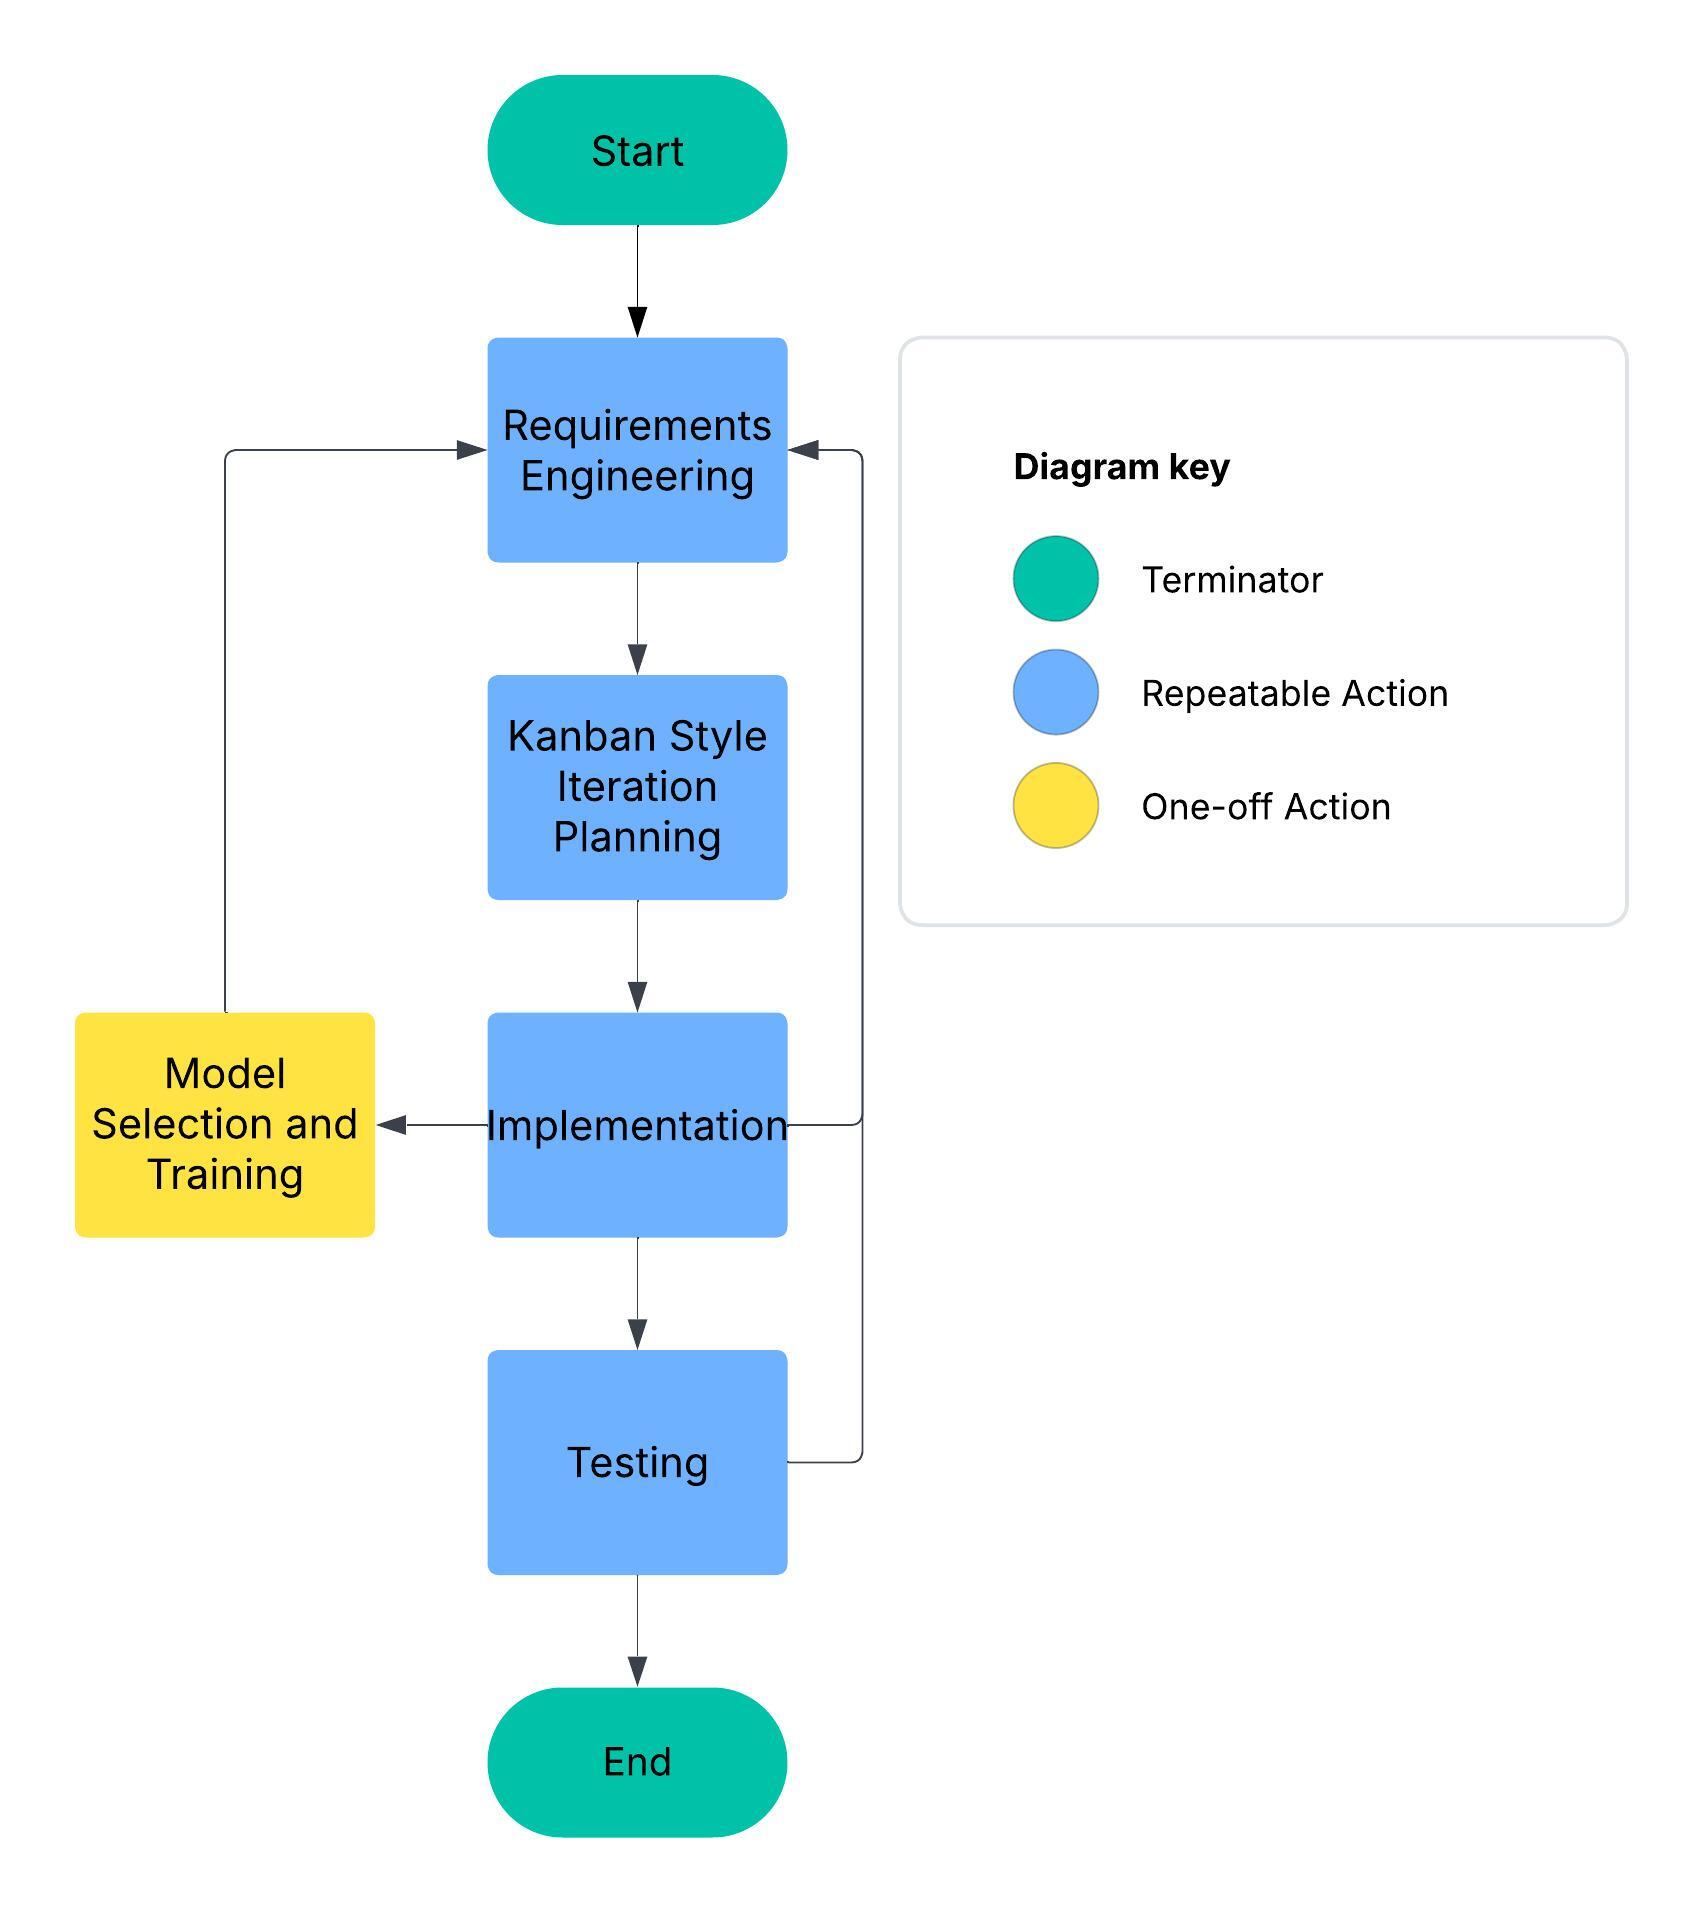 Start
Requirements
Engineering
Kanban Style
Iteration
Planning
Model
Selection and
Training
Implementation
Testing
End
Diagram key
Terminator
Repeatable Action
One-off Action